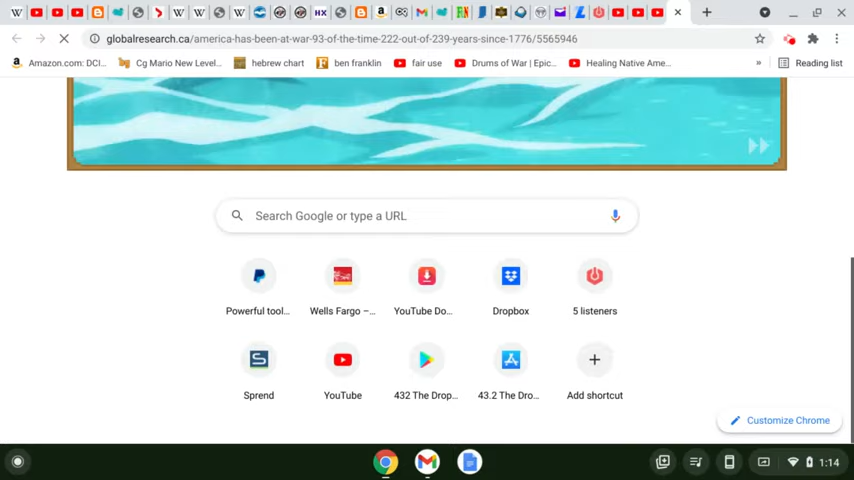 globalresearch.ca/america-has-been-at-war-93-of-the-time-222-out-of-239-years-since-1776/5565946
Amazon.com: DCI... Cg Mario New Level... hebrew chart ben franklin fair use Drums of War | Epic... Healing Native Ame... » Reading list
Search Google or type a URL
Powerful tool... Wells Fargo –... YouTube Do... Dropbox 5 listeners
Sprend YouTube 432 The Drop... 43.2 The Dro... Add shortcut
Customize Chrome
1:14